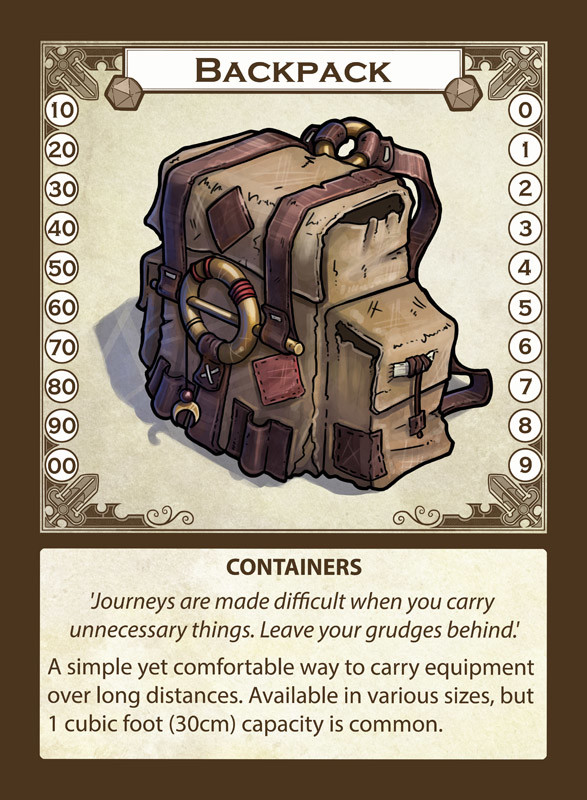 BACKPACK
10 0
20 1
30 2
40 3
50 4
60 5
70 6
80 7
90 8
00 9
CONTAINERS
'Journeys are made difficult when you carry
unnecessary things. Leave your grudges behind.'
A simple yet comfortable way to carry equipment
over long distances. Available in various sizes, but
1 cubic foot (30cm) capacity is common.